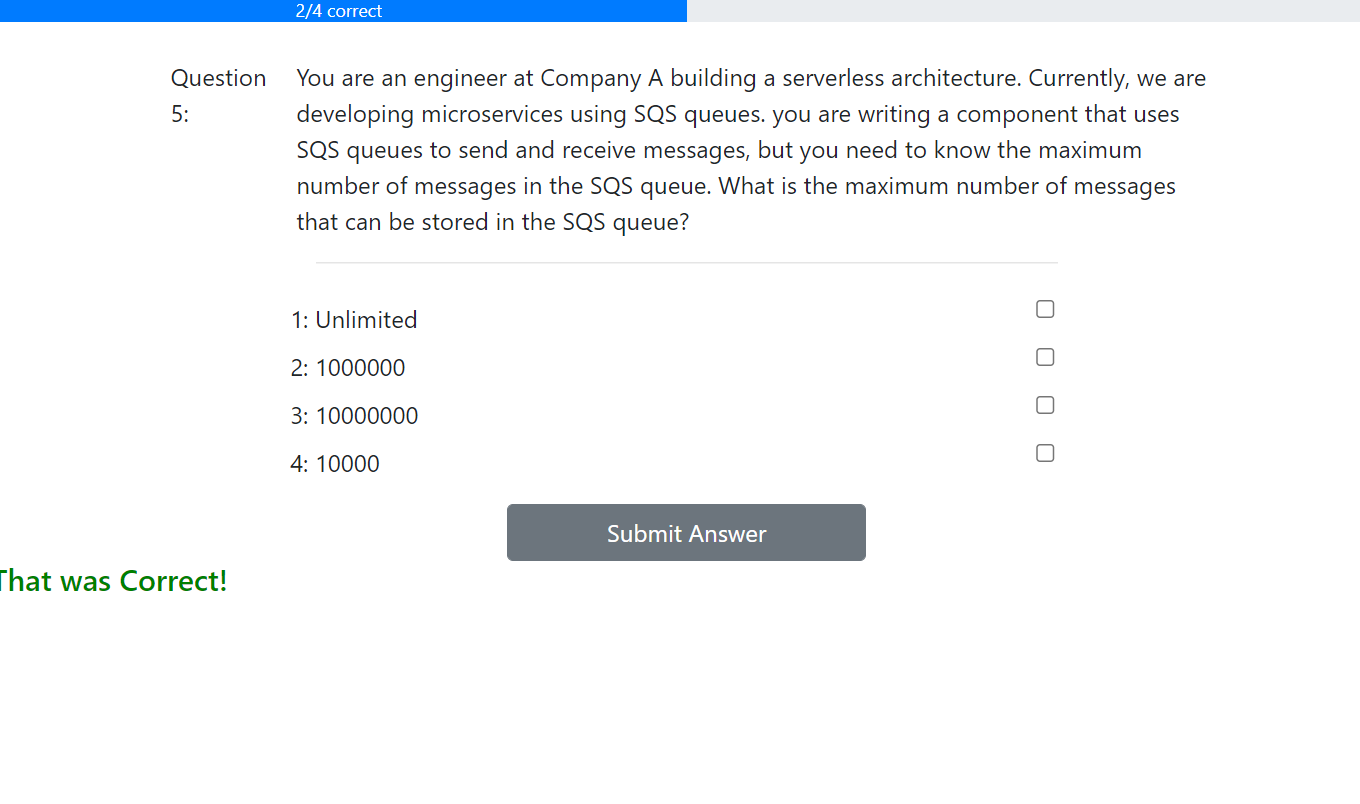 2/4 correct
Question You are an engineer at Company A building a serverless architecture. Currently, we are
5: developing microservices using SQS queues. you are writing a component that uses
SQS queues to send and receive messages, but you need to know the maximum
number of messages in the SQS queue. What is the maximum number of messages
that can be stored in the SQS queue?
1: Unlimited
2: 1000000
3: 10000000
4: 10000
Submit Answer
That was Correct!